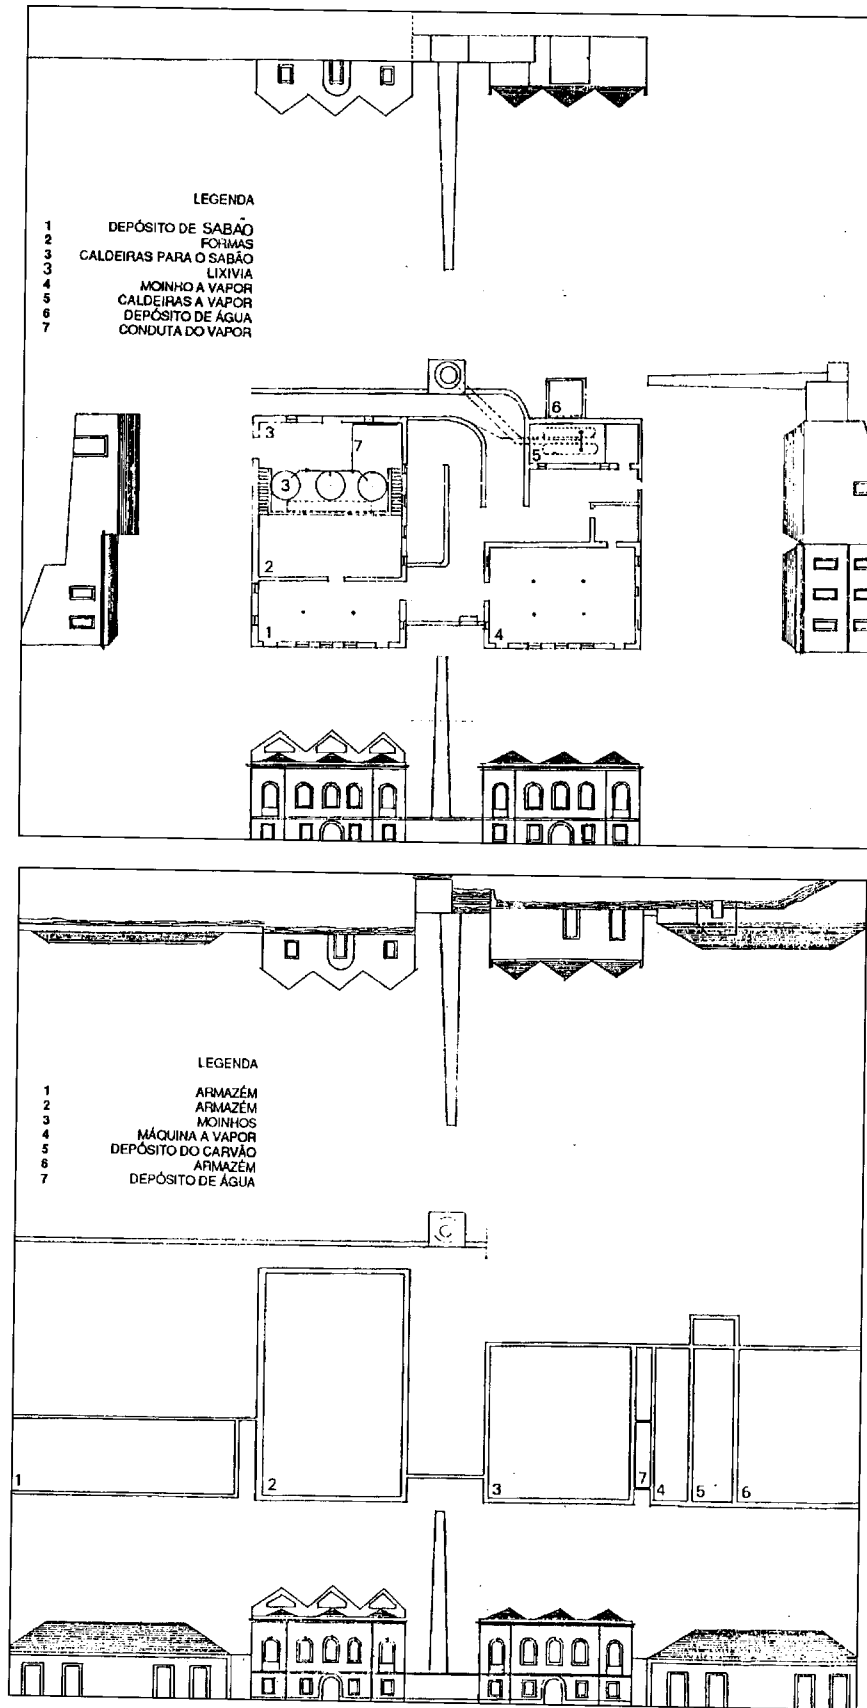 LEGENDA
1 DEPÓSITO DE SABÃO
2 FORMAS
3 CALDEIRAS PARA O SABÃO
3 LIXIVIA
4 MOINHO A VAPOR
5 CALDEIRAS A VAPOR
6 DEPÓSITO DE ÁGUA
7 CONDUTA DO VAPOR
6
3
7
5
3
2
1
4
LEGENDA
1 ARMAZÉM
2 ARMAZÉM
3 MOINHOS
4 MÁQUINA A VAPOR
5 DEPÓSITO DO CARVÃO
6 ARMAZÉM
7 DEPÓSITO DE ÁGUA
1
2
3
7
4
5
6